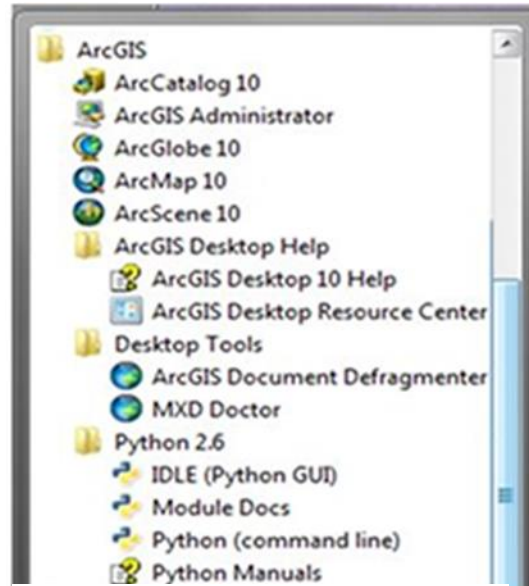 ArcGIS
ArcCatalog 10
ArcGIS Administrator
ArcGlobe 10
ArcMap 10
ArcScene 10
ArcGIS Desktop Help
ArcGIS Desktop 10 Help
ArcGIS Desktop Resource Center
Desktop Tools
ArcGIS Document Defragmenter
MXD Doctor
Python 2.6
IDLE (Python GUI)
Module Docs
Python (command line)
Python Manuals